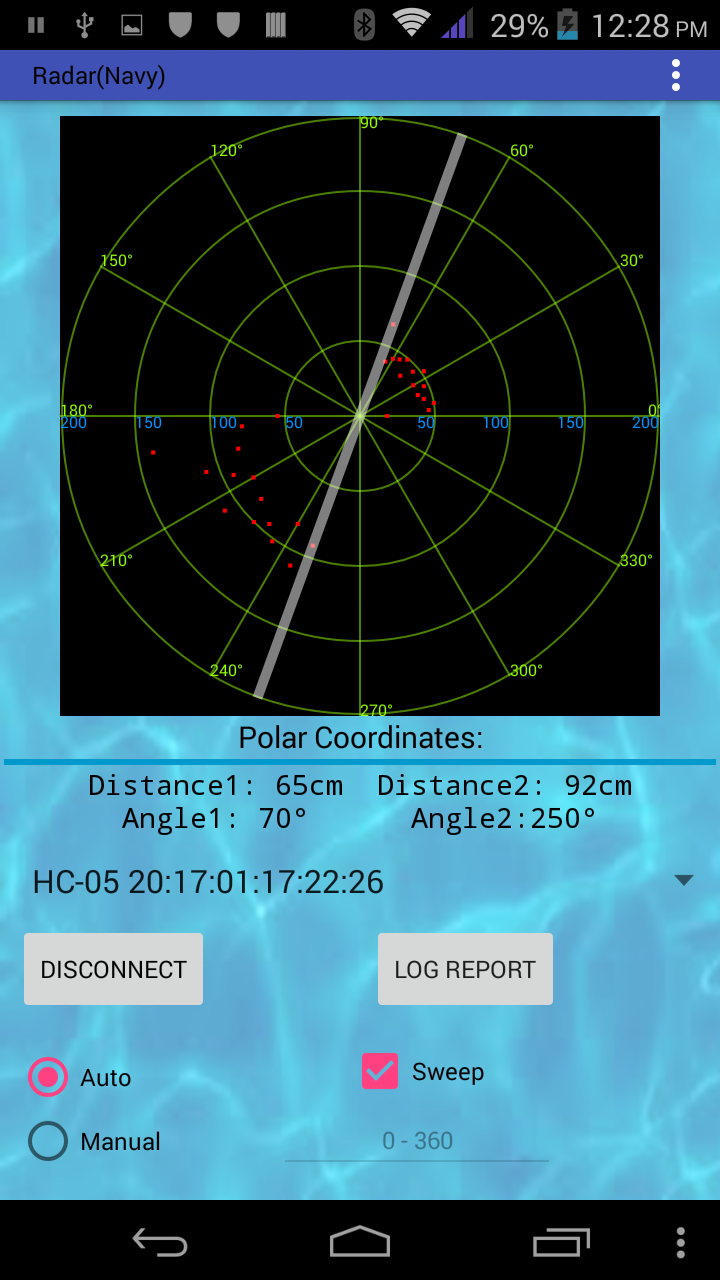 29% 12:28 PM
Radar(Navy)
90°
120° 60°
150° 30°
180° 0°
200 150 100 50 50 100 150 200
210° 330°
240° 300°
270°
Polar Coordinates:
Distance1: 65cm Distance2: 92cm
Angle1: 70° Angle2:250°
HC-05 20:17:01:17:22:26
DISCONNECT LOG REPORT
Auto Sweep
Manual 0 - 360